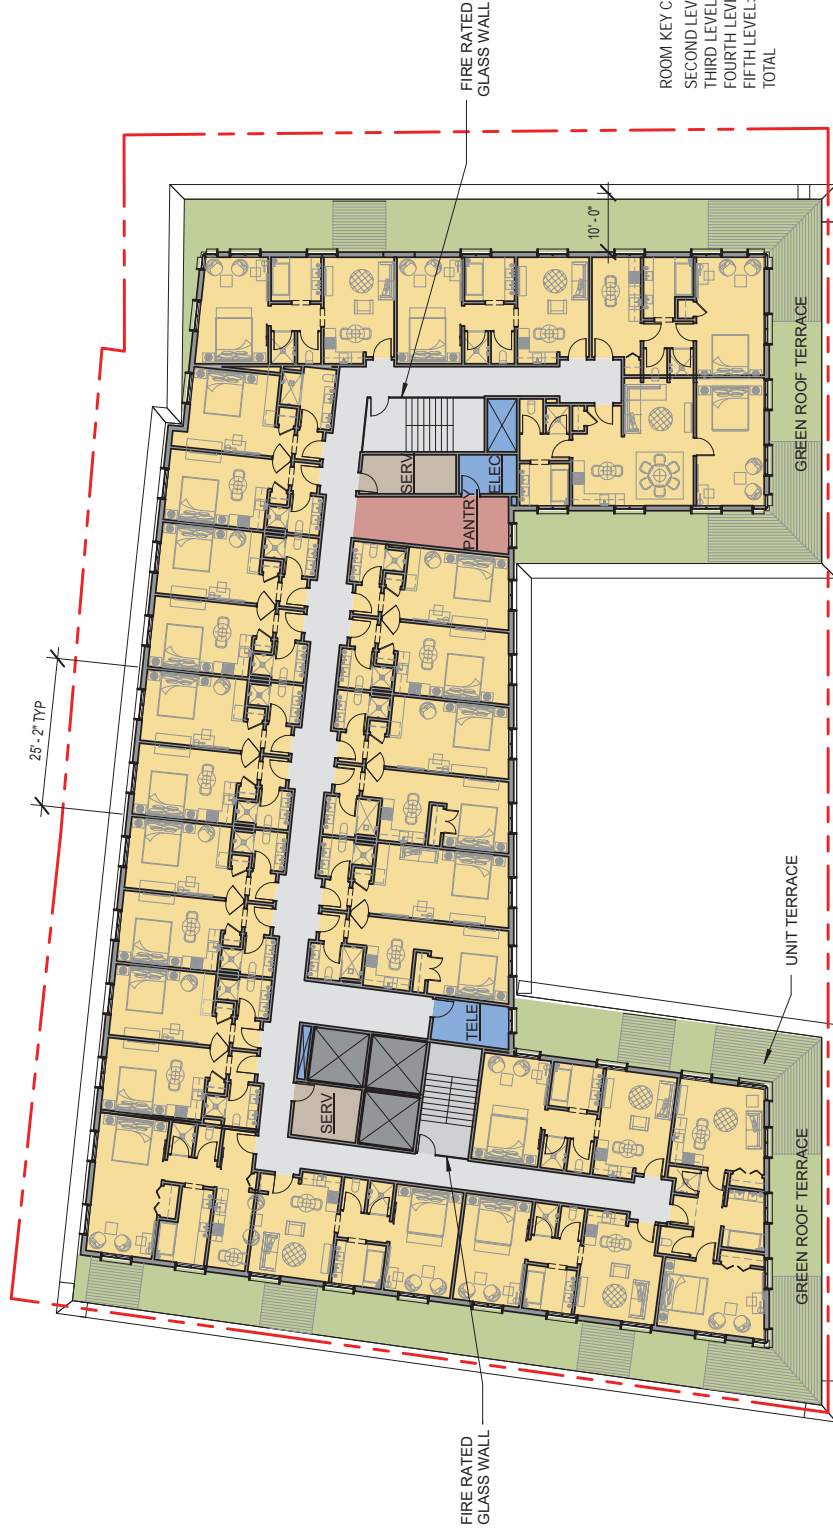 FIRE RATED
GLASS WALL
ROOM KEY C
SECOND LEV
THIRD LEVEL
FOURTH LEVE
FIFTH LEVEL:
TOTAL
10' - 0"
GREEN ROOF TERRACE
SERV
ELEC
PANTRY
25' - 2" TYP
UNIT TERRACE
TELE
SERV
GREEN ROOF TERRACE
FIRE RATED
GLASS WALL